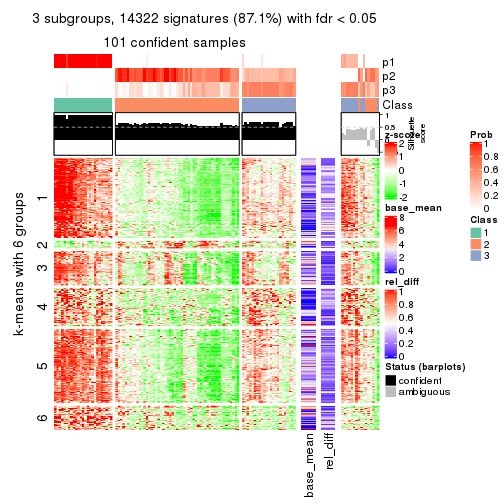 3 subgroups, 14322 signatures (87.1%) with fdr < 0.05
101 confident samples
p1
p2
p3
Class
1
0.5
0
Silhouette
score
k-means with 6 groups
1
2
3
4
5
6
base_mean
rel_diff
z-score
2
1
0
-1
-2
base_mean
8
6
4
2
0
rel_diff
1
0.8
0.6
0.4
0.2
0
Status (barplots)
confident
ambiguous
Prob
1
0.8
0.6
0.4
0.2
0
Class
1
2
3